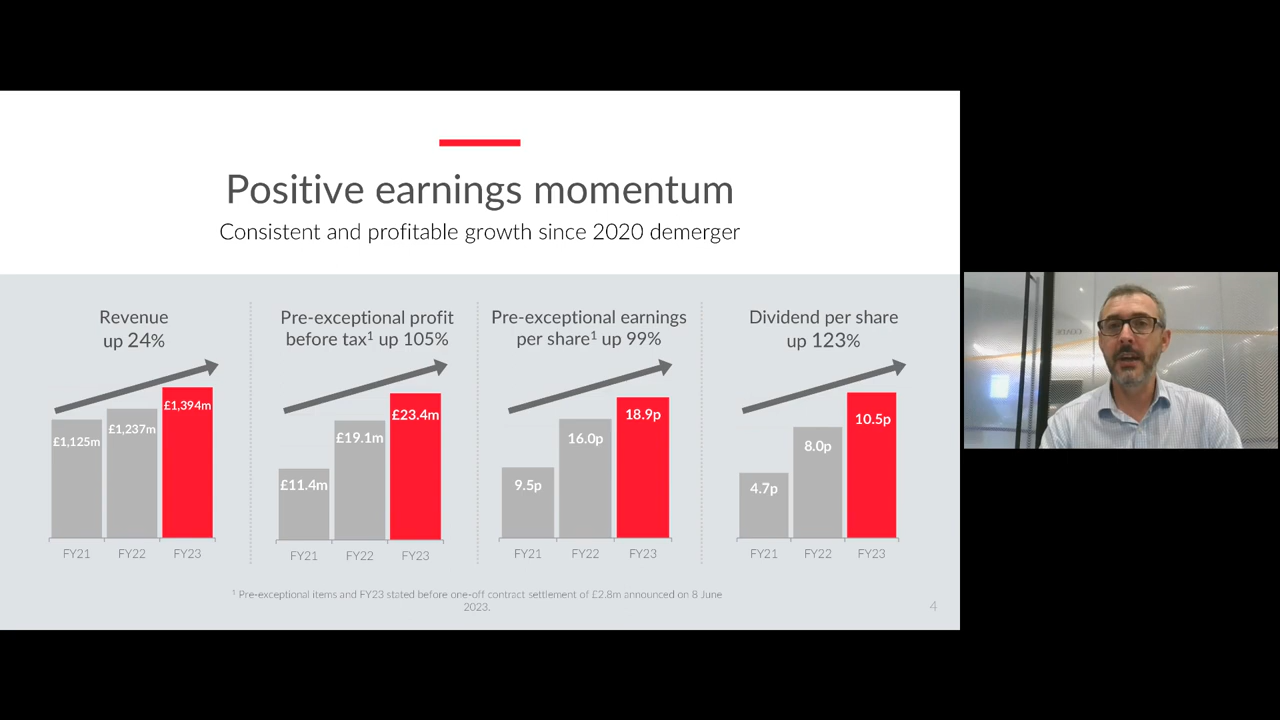 Positive earnings momentum
Consistent and profitable growth since 2020 demerger
Revenue
up 24%
£1,125m
£1,237m
£1,394m
FY21
FY22
FY23
Pre-exceptional profit
before tax¹ up 105%
£11.4m
£19.1m
£23.4m
FY21
FY22
FY23
Pre-exceptional earnings
per share¹ up 99%
9.5p
16.0p
18.9p
FY21
FY22
FY23
Dividend per share
up 123%
4.7p
8.0p
10.5p
FY21
FY22
FY23
¹ Pre-exceptional items and FY23 stated before one-off contract settlement of £2.8m announced on 8 June
2023.
4